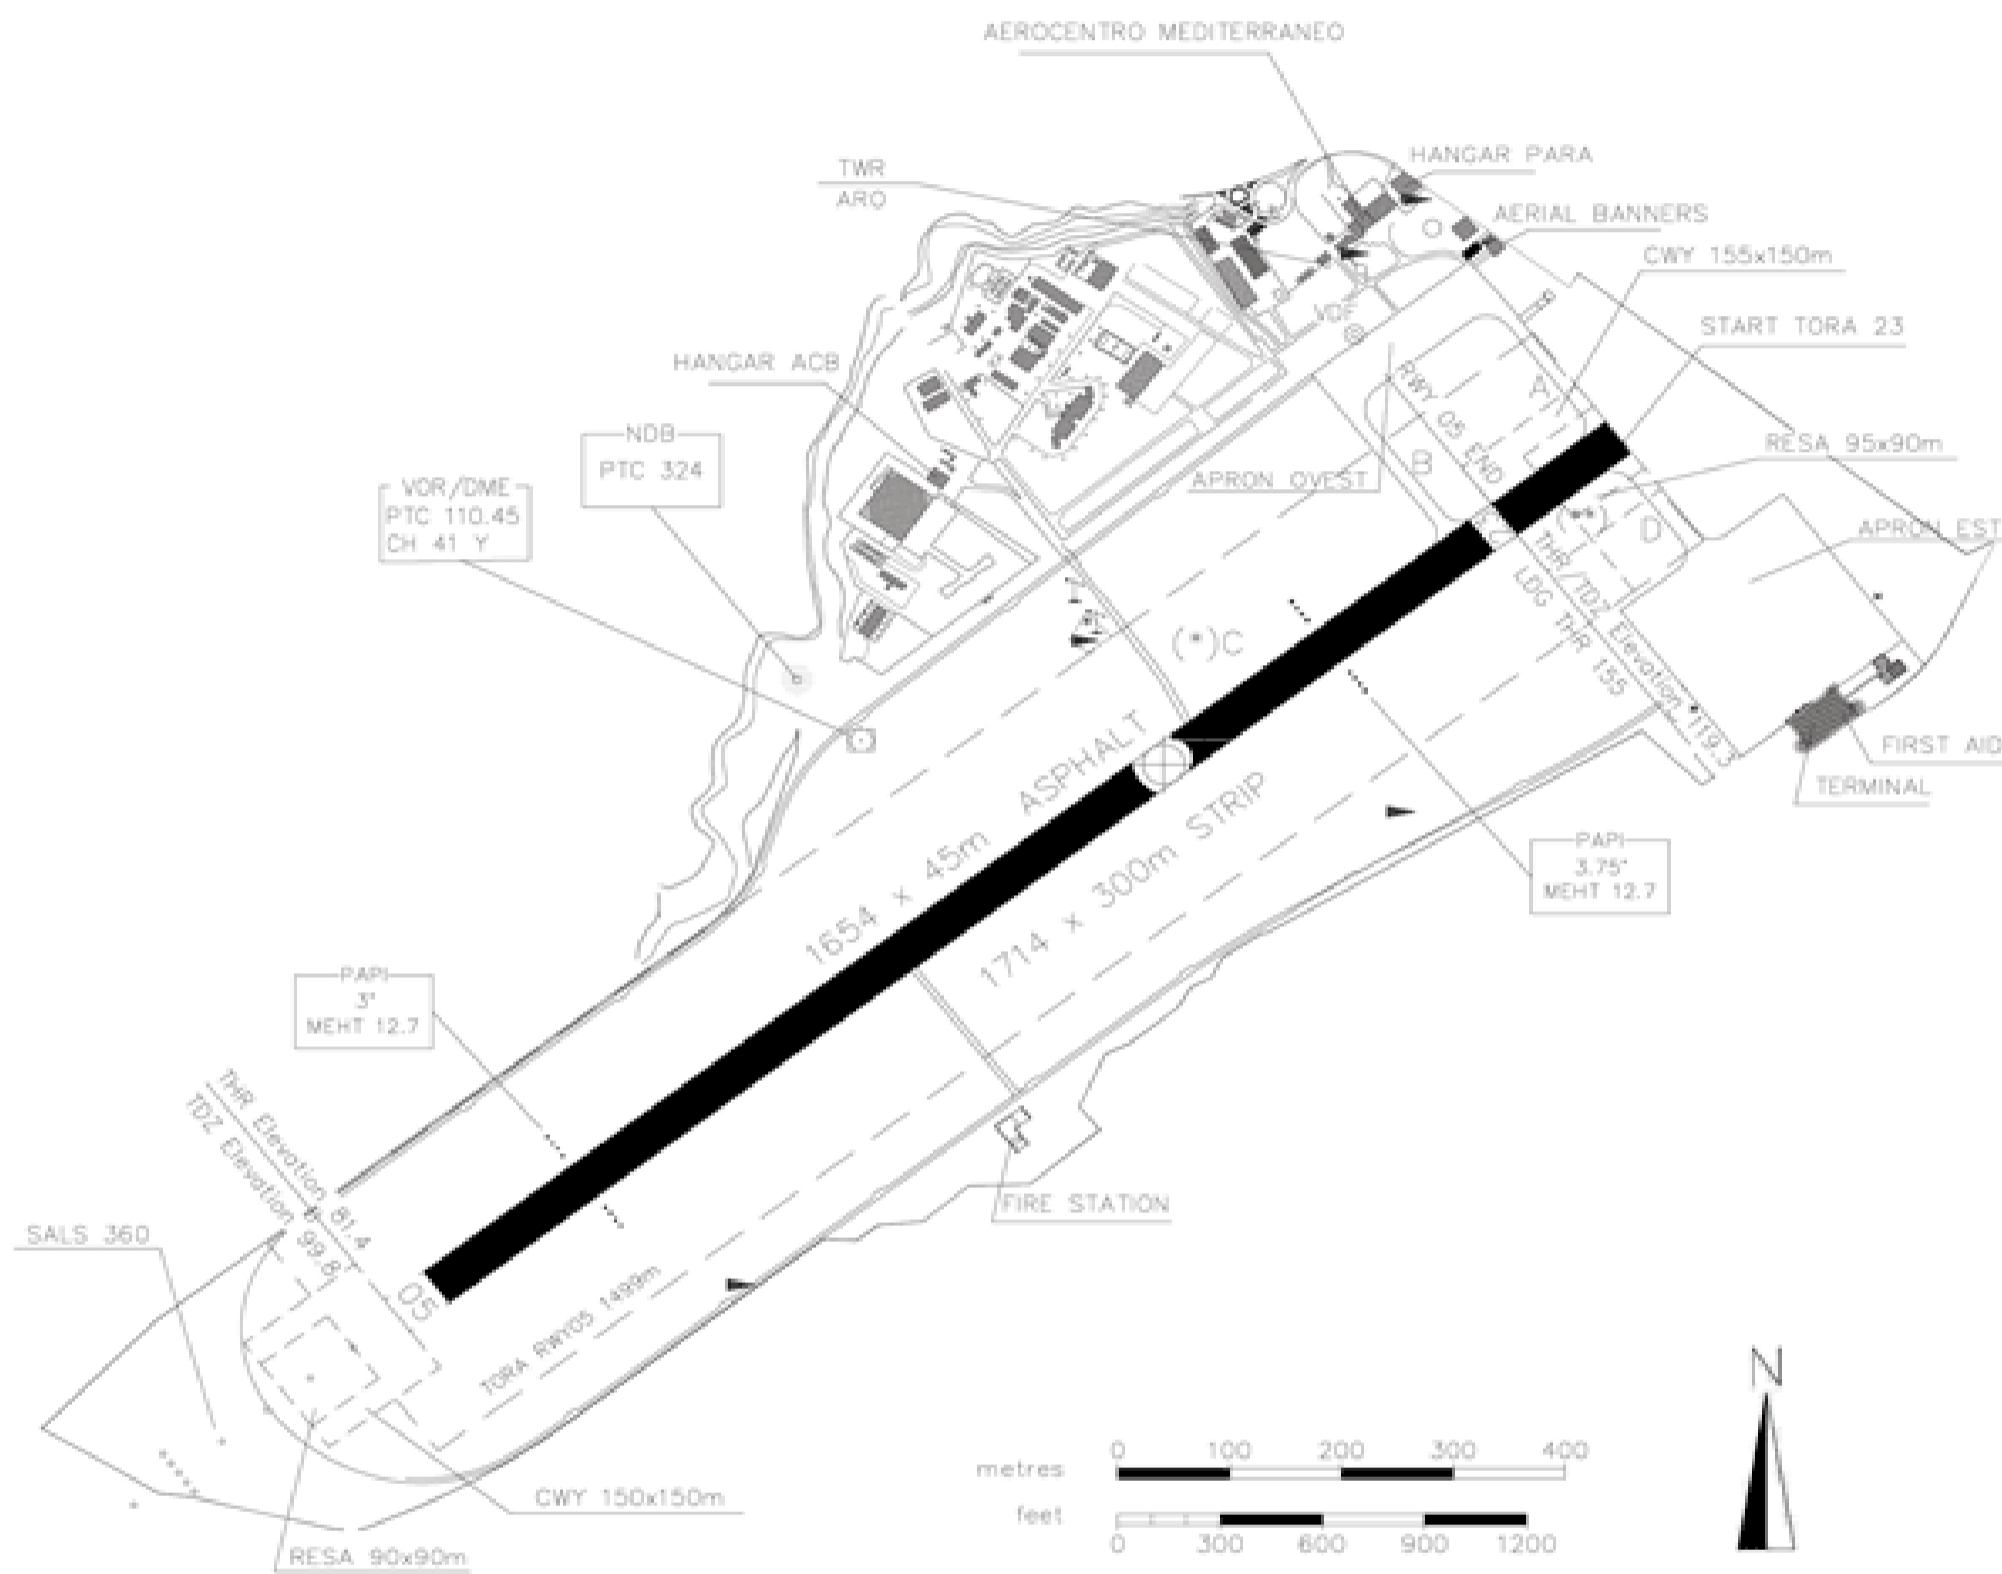 AEROCENTRO MEDITERRANEO
HANGAR PARA
TWR
ARO
AERIAL BANNERS
CWY 155x150m
START TORA 23
VDF
HANGAR ACB
RWY 05 END
A
NDB
PTC 324
B
RESA 95x90m
APRON OVEST
VOR/DME
PTC 110.45
CH 41 Y
23
(**)
D
APRON EST
THR/TDZ Elevation 119.3
LDG THR 155
(*)C
FIRST AID
TERMINAL
1654 x 45m ASPHALT
1714 x 300m STRIP
PAPI
3.75°
MEHT 12.7
PAPI
3°
MEHT 12.7
THR Elevation 81.4
TDZ Elevation 99.8
FIRE STATION
SALS 360
05
TORA RWY05 1499m
N
0 100 200 300 400
metres
CWY 150x150m
feet
0 300 600 900 1200
RESA 90x90m